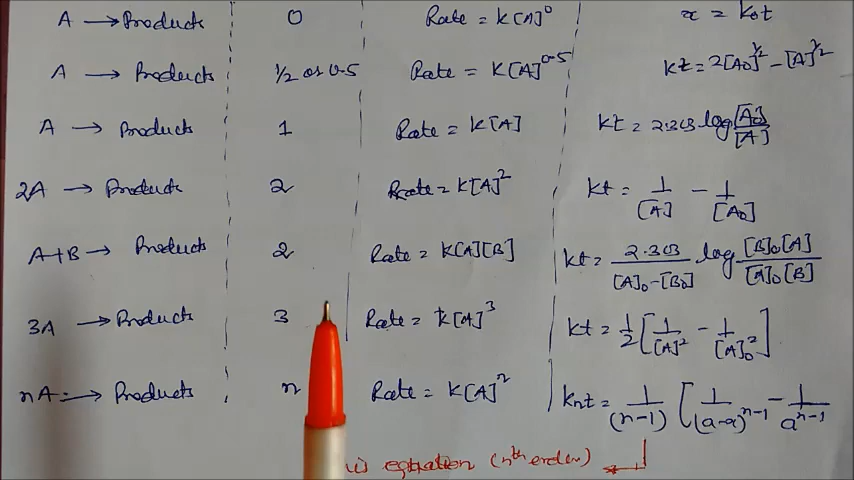 A → Products 0 Rate = K[A]⁰ x = k₀t
A → Products 1/2 or 0.5 Rate = K[A]^0.5 kt = 2[A₀]^1/2 - [A]^1/2
A → Products 1 Rate = K[A] kt = 2.303 log [A₀]/[A]
2A → Products 2 Rate = K[A]² kt = 1/[A] - 1/[A₀]
A+B → Products 2 Rate = K[A][B] kt = 2.303/([A]₀-[B₀]) log [B]₀[A]/[A]₀[B]
3A → Products 3 Rate = k[A]³ kt = 1/2 [1/[A]² - 1/[A]₀²]
nA → Products n Rate = K[A]ⁿ Knt = 1/(n-1) [1/(a-x)^n-1 - 1/a^n-1
is equation (nth order)